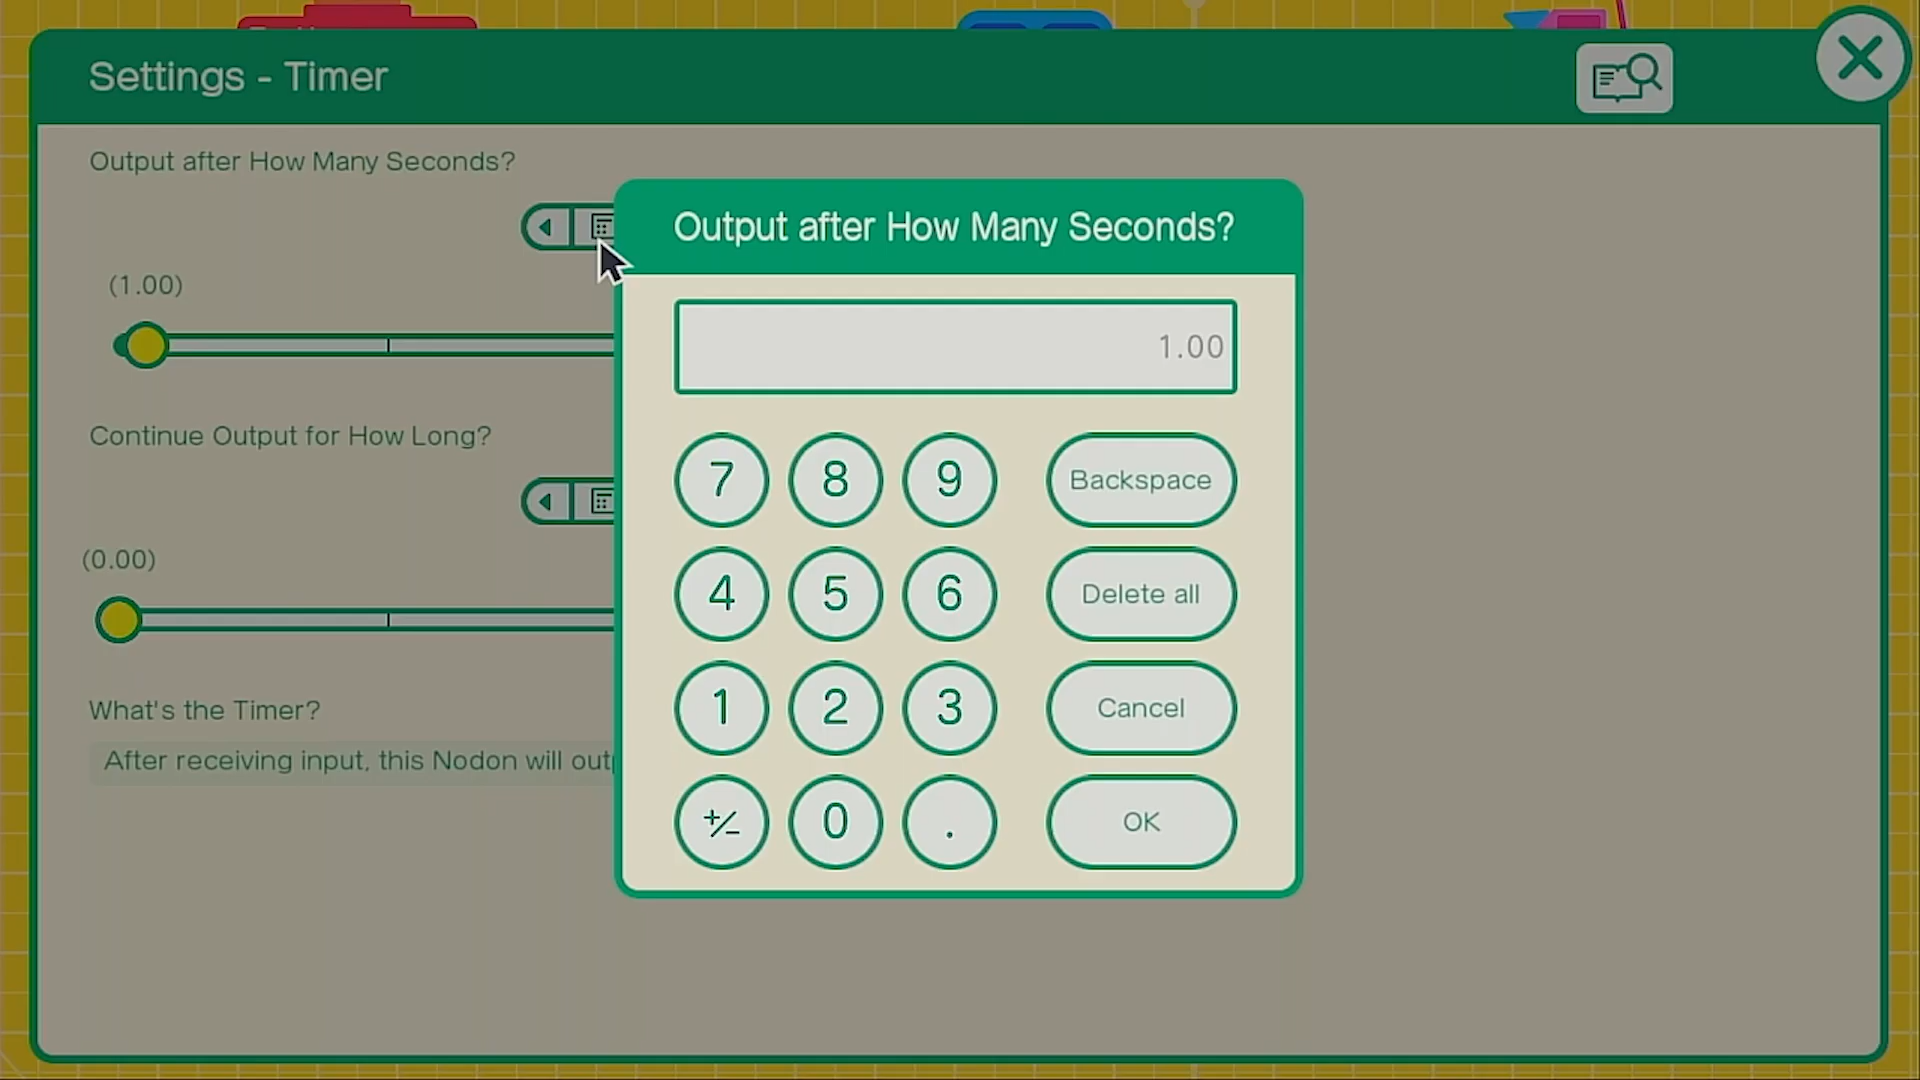 Settings - Timer
Output after How Many Seconds?
(1.00)
Continue Output for How Long?
(0.00)
What's the Timer?
After receiving input, this Nodon will
Output after How Many Seconds?
1.00
7 8 9 Backspace
4 5 6 Delete all
1 2 3 Cancel
+/- 0 . OK